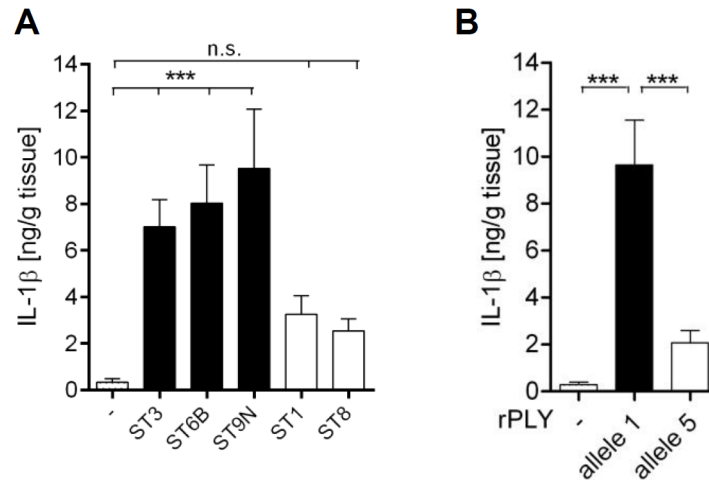 A
n.s.
***
14
12
10
8
6
4
2
0
IL-1β [ng/g tissue]
-
ST3
ST6B
ST9N
ST1
ST8
B
***
***
14
12
10
8
6
4
2
0
IL-1β [ng/g tissue]
rPLY
-
allele 1
allele 5